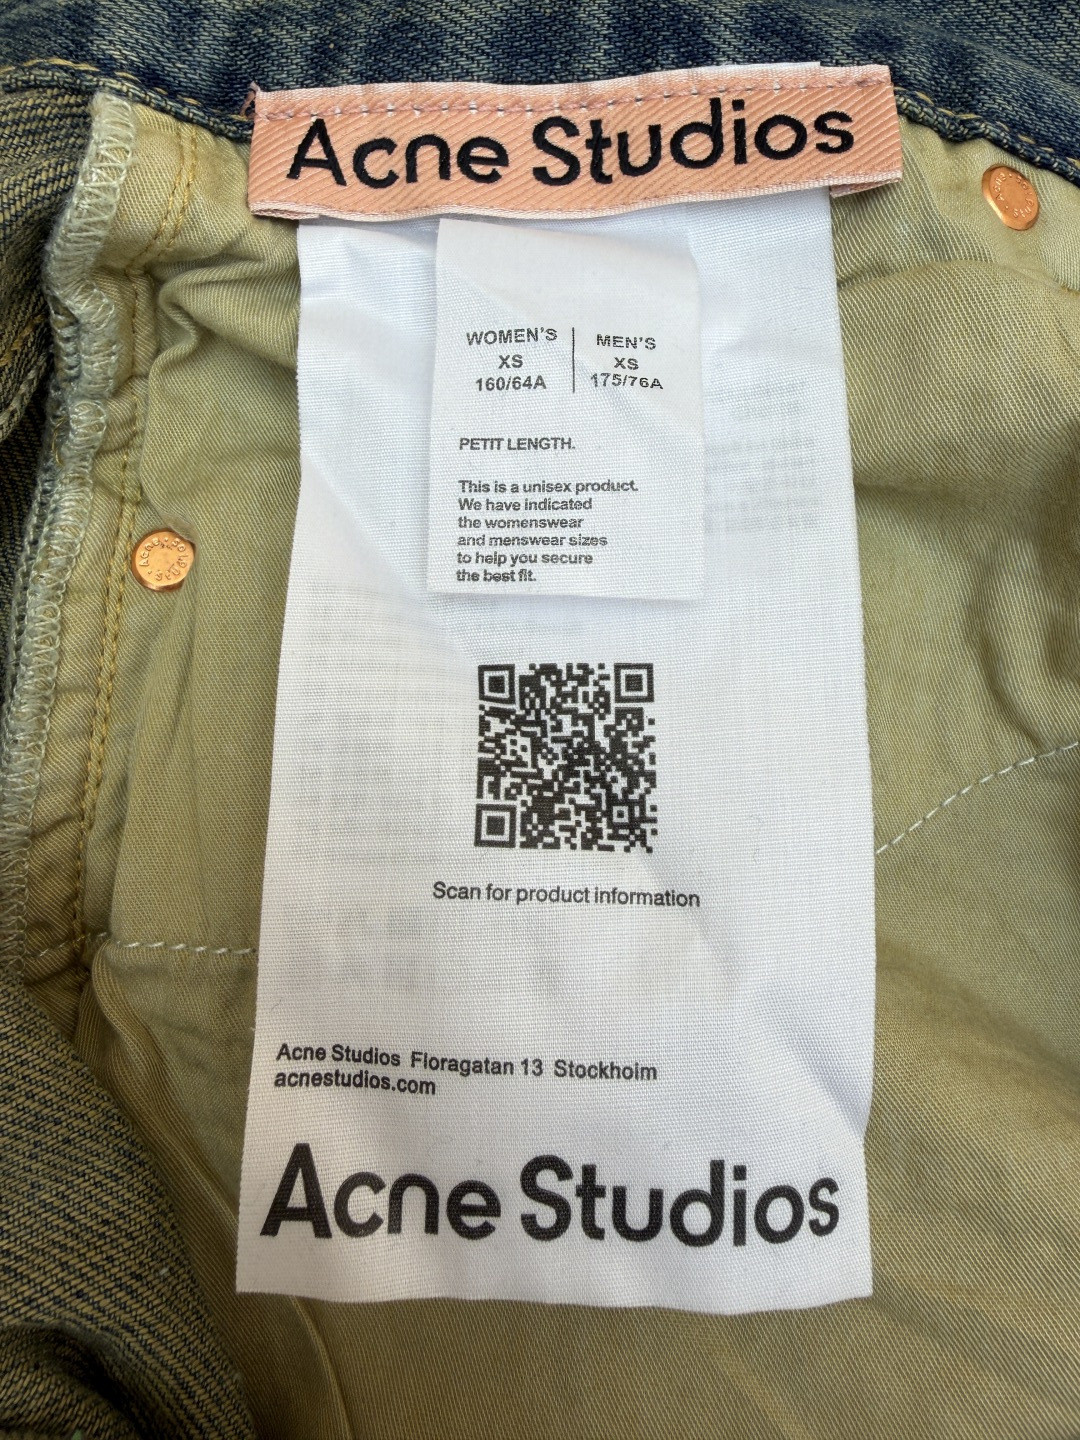 Acne Studios
WOMEN'S
XS
160/64A
MEN'S
XS
175/76A
PETIT LENGTH.
This is a unisex product.
We have indicated
the womenswear
and menswear sizes
to help you secure
the best fit.
Scan for product information
Acne Studios Floragatan 13 Stockholm
acnestudios.com
Acne Studios